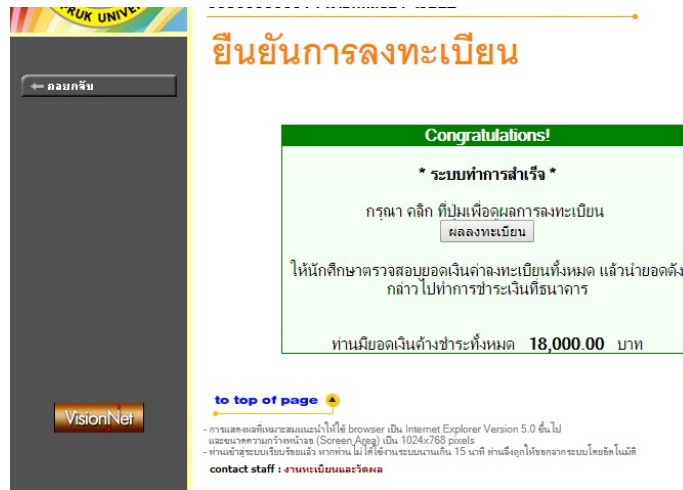 RUK UNIV
ยืนยันการลงทะเบียน
ถอยกลับ
Congratulations!
* ระบบทำการสำเร็จ *
กรุณา คลิก ที่ปุ่มเพื่อดูผลการลงทะเบียน
ผลลงทะเบียน
ให้นักศึกษาตรวจสอบยอดเงินค่าลงทะเบียนทั้งหมด แล้วนำยอดดัง
กล่าวไปทำการชำระเงินที่ธนาคาร
ท่านมียอดเงินค้างชำระทั้งหมด 18,000.00 บาท
to top of page
VisionNet
- การแสดงผลที่เหมาะสมแนะนำให้ใช้ browser เป็น Internet Explorer Version 5.0 ขึ้นไป
และขนาดความกว้างหน้าจอ (Screen Area) เป็น 1024x768 pixels
- ท่านเข้าสู่ระบบเรียบร้อยแล้ว หากท่านไม่ได้ใช้งานระบบนานเกิน 15 นาที ท่านจึงถูกให้ออกจากระบบโดยอัตโนมัติ
contact staff : งานทะเบียนและวัดผล